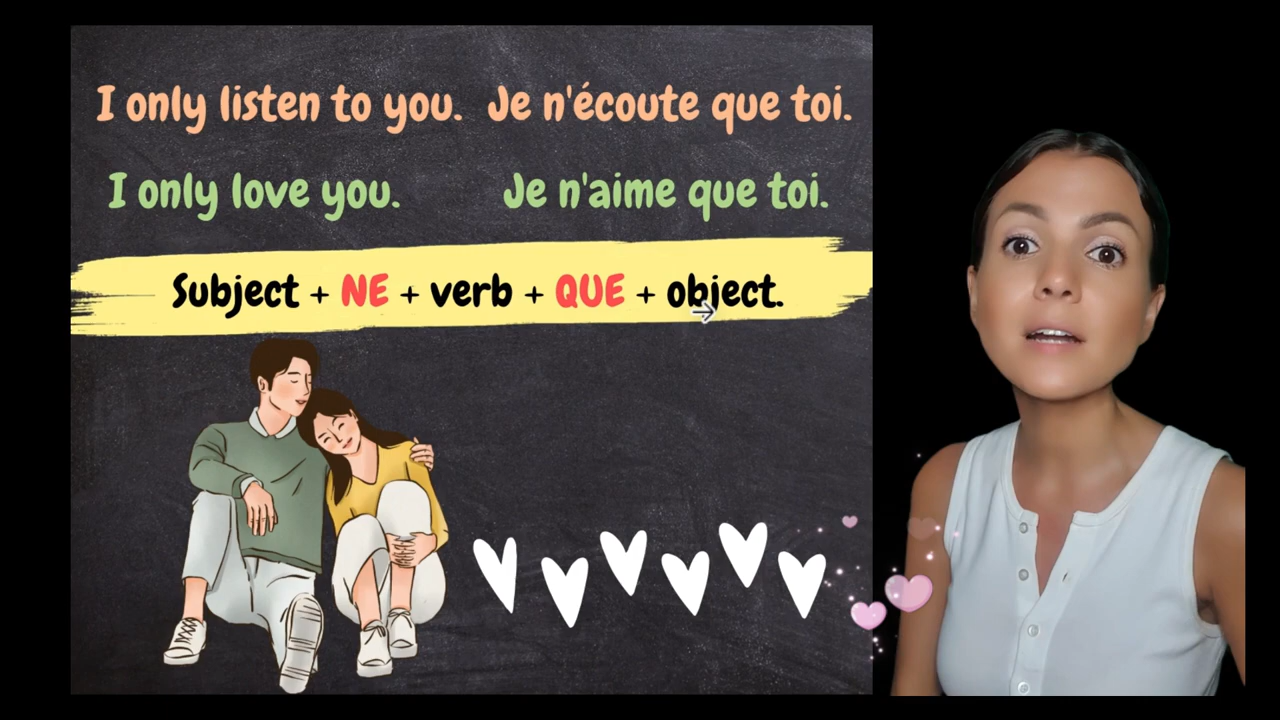 I only listen to you. Je n'écoute que toi.
I only love you. Je n'aime que toi.
Subject + NE + verb + QUE + object.